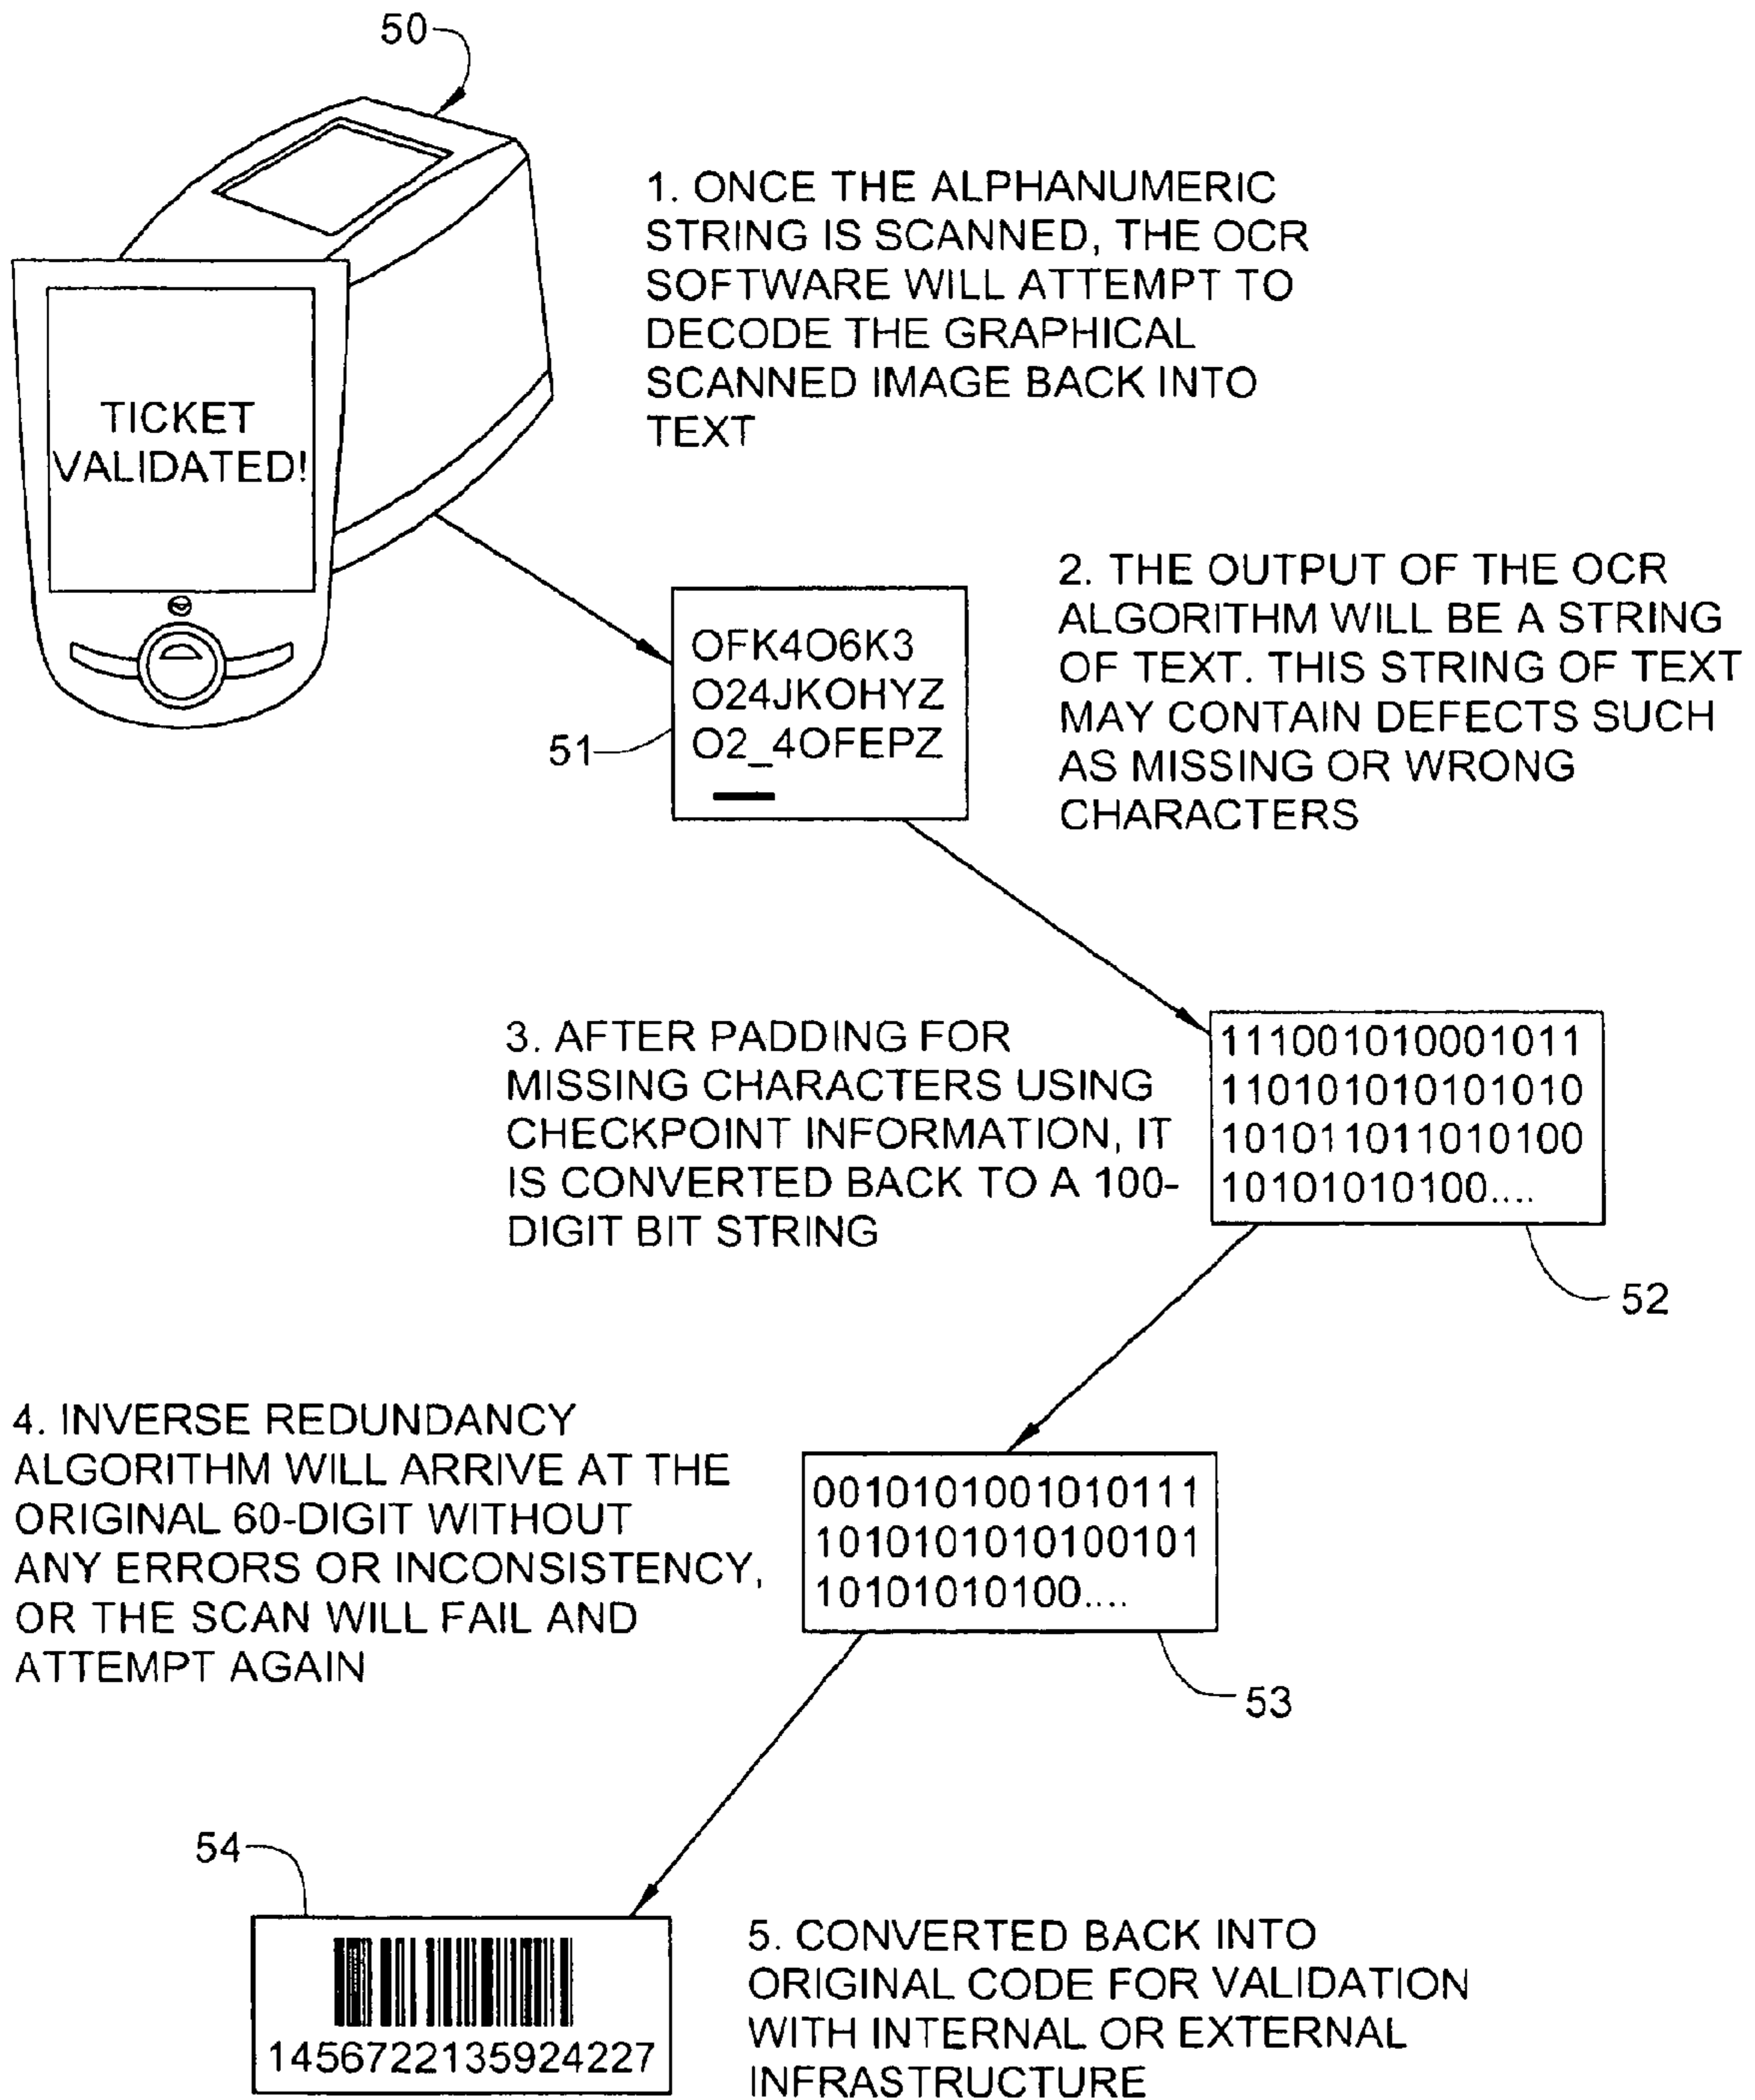 50
1. ONCE THE ALPHANUMERIC
STRING IS SCANNED, THE OCR
SOFTWARE WILL ATTEMPT TO
DECODE THE GRAPHICAL
SCANNED IMAGE BACK INTO
TEXT
TICKET
VALIDATED!
2. THE OUTPUT OF THE OCR
ALGORITHM WILL BE A STRING
OF TEXT. THIS STRING OF TEXT
MAY CONTAIN DEFECTS SUCH
AS MISSING OR WRONG
CHARACTERS
OFK4O6K3
O24JKOHYZ
O2_4OFEPZ
51
3. AFTER PADDING FOR
MISSING CHARACTERS USING
CHECKPOINT INFORMATION, IT
IS CONVERTED BACK TO A 100-
DIGIT BIT STRING
111001010001011
110101010101010
101011011010100
10101010100....
52
4. INVERSE REDUNDANCY
ALGORITHM WILL ARRIVE AT THE
ORIGINAL 60-DIGIT WITHOUT
ANY ERRORS OR INCONSISTENCY,
OR THE SCAN WILL FAIL AND
ATTEMPT AGAIN
0010101001010111
1010101010100101
10101010100....
53
54
1456722135924227
5. CONVERTED BACK INTO
ORIGINAL CODE FOR VALIDATION
WITH INTERNAL OR EXTERNAL
INFRASTRUCTURE